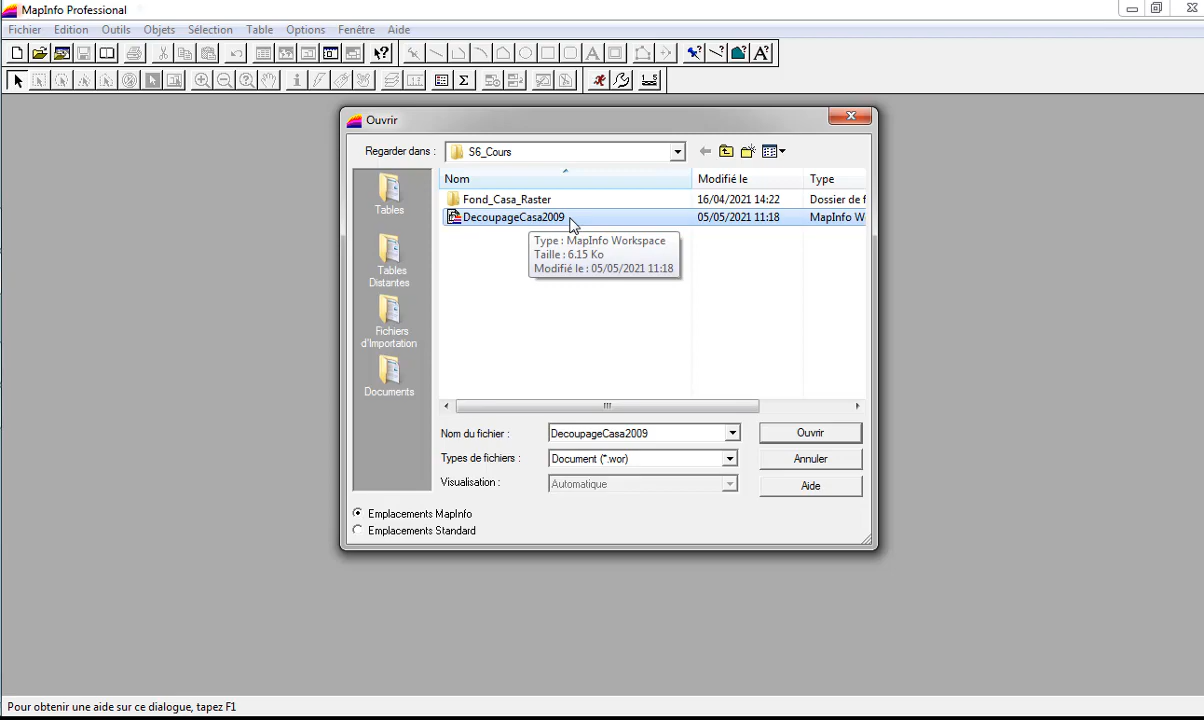 MapInfo Professional
Fichier Edition Outils Objets Sélection Table Options Fenêtre Aide
Ouvrir
Regarder dans : S6_Cours
Nom Modifié le Type
Fond_Casa_Raster 16/04/2021 14:22 Dossier de f
DecoupageCasa2009 05/05/2021 11:18 MapInfo W
Type : MapInfo Workspace
Taille : 6.15 Ko
Modifié le : 05/05/2021 11:18
Tables
Tables
Distantes
Fichiers
d'Importation
Documents
Nom du fichier : DecoupageCasa2009 Ouvrir
Types de fichiers : Document (*.wor) Annuler
Visualisation : Automatique Aide
Emplacements MapInfo
Emplacements Standard
Pour obtenir une aide sur ce dialogue, tapez F1